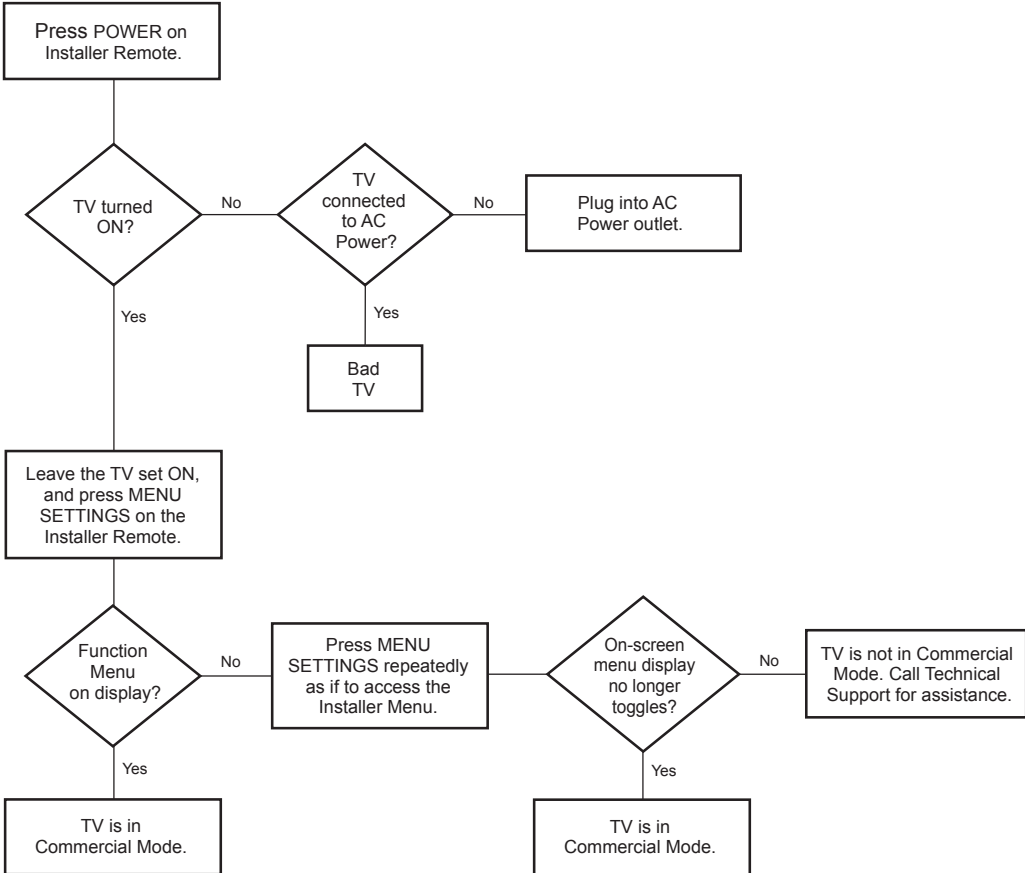 Press POWER on
Installer Remote.
TV turned
ON?
No
TV
connected
to AC
Power?
No
Plug into AC
Power outlet.
Yes
Yes
Bad
TV
Leave the TV set ON,
and press MENU
SETTINGS on the
Installer Remote.
Function
Menu
on display?
No
Press MENU
SETTINGS repeatedly
as if to access the
Installer Menu.
On-screen
menu display
no longer
toggles?
No
TV is not in Commercial
Mode. Call Technical
Support for assistance.
Yes
Yes
TV is in
Commercial Mode.
TV is in
Commercial Mode.